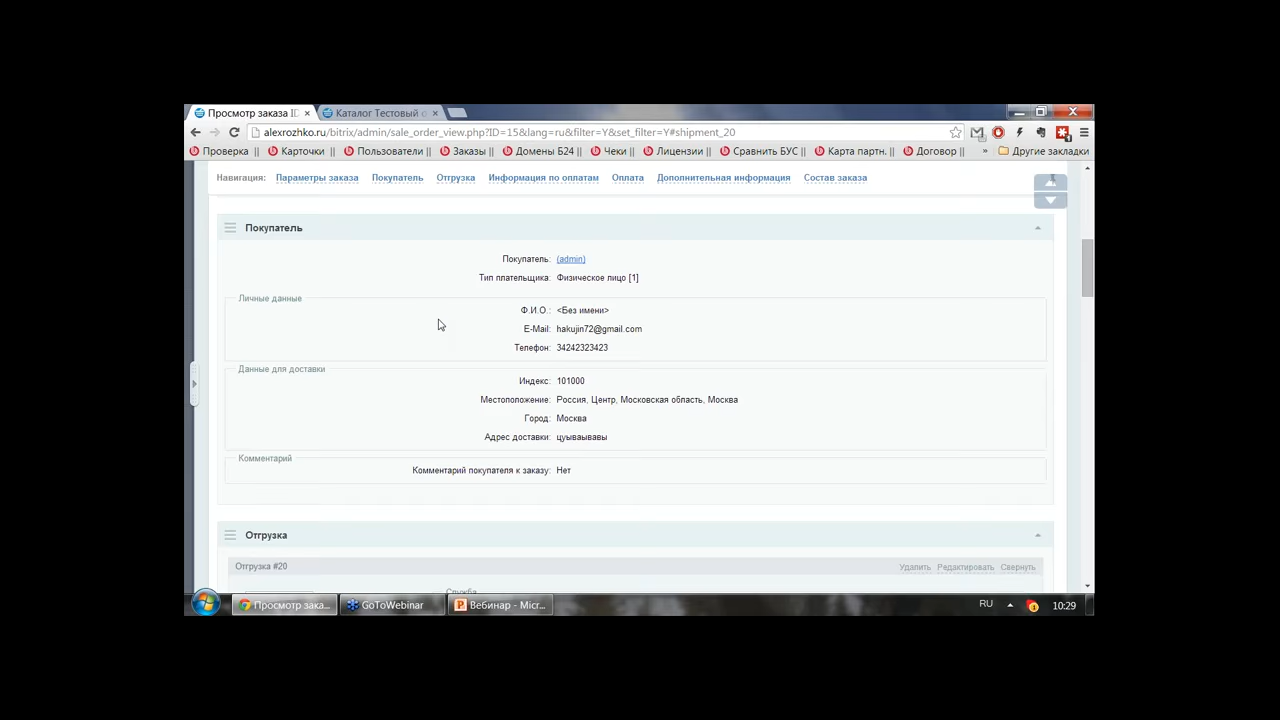 Просмотр заказа ID
Каталог Тестовый
alexrozhko.ru/bitrix/admin/sale_order_view.php?ID=15&lang=ru&filter=Y&set_filter=Y#shipment_20
Проверка || Карточки || Пользователи || Заказы || Домены Б24 || Чеки || Лицензии || Сравнить БУС || Карта партн. || Договор || » Другие закладки
Навигация: Параметры заказа Покупатель Отгрузка Информация по оплатам Оплата Дополнительная информация Состав заказа
Покупатель
Покупатель: (admin)
Тип плательщика: Физическое лицо [1]
Личные данные
Ф.И.О.: <Без имени>
E-Mail: hakujin72@gmail.com
Телефон: 34242323423
Данные для доставки
Индекс: 101000
Местоположение: Россия, Центр, Московская область, Москва
Город: Москва
Адрес доставки: цуываывавы
Комментарий
Комментарий покупателя к заказу: Нет
Отгрузка
Отгрузка #20
Удалить Редактировать Свернуть
Служба
Просмотр зака... GoToWebinar Вебинар - Micr... RU 10:29